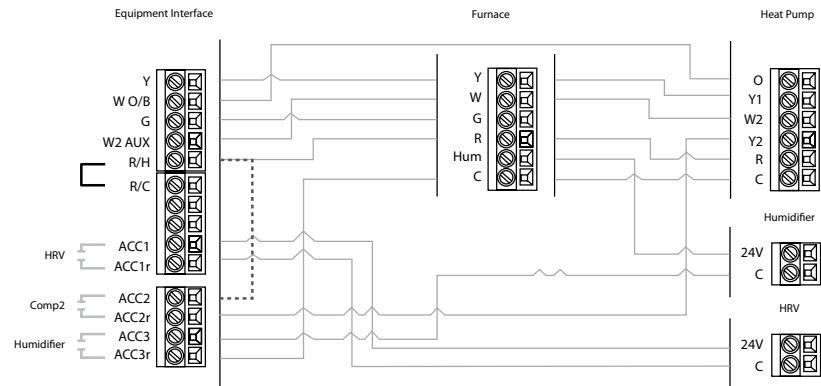 Equipment Interface
Furnace
Heat Pump
Y
W O/B
G
W2 AUX
R/H
R/C
HRV
ACC1
ACC1r
Comp2
ACC2
ACC2r
Humidifier
ACC3
ACC3r
Y
W
G
R
Hum
C
O
Y1
W2
Y2
R
C
Humidifier
24V
C
HRV
24V
C